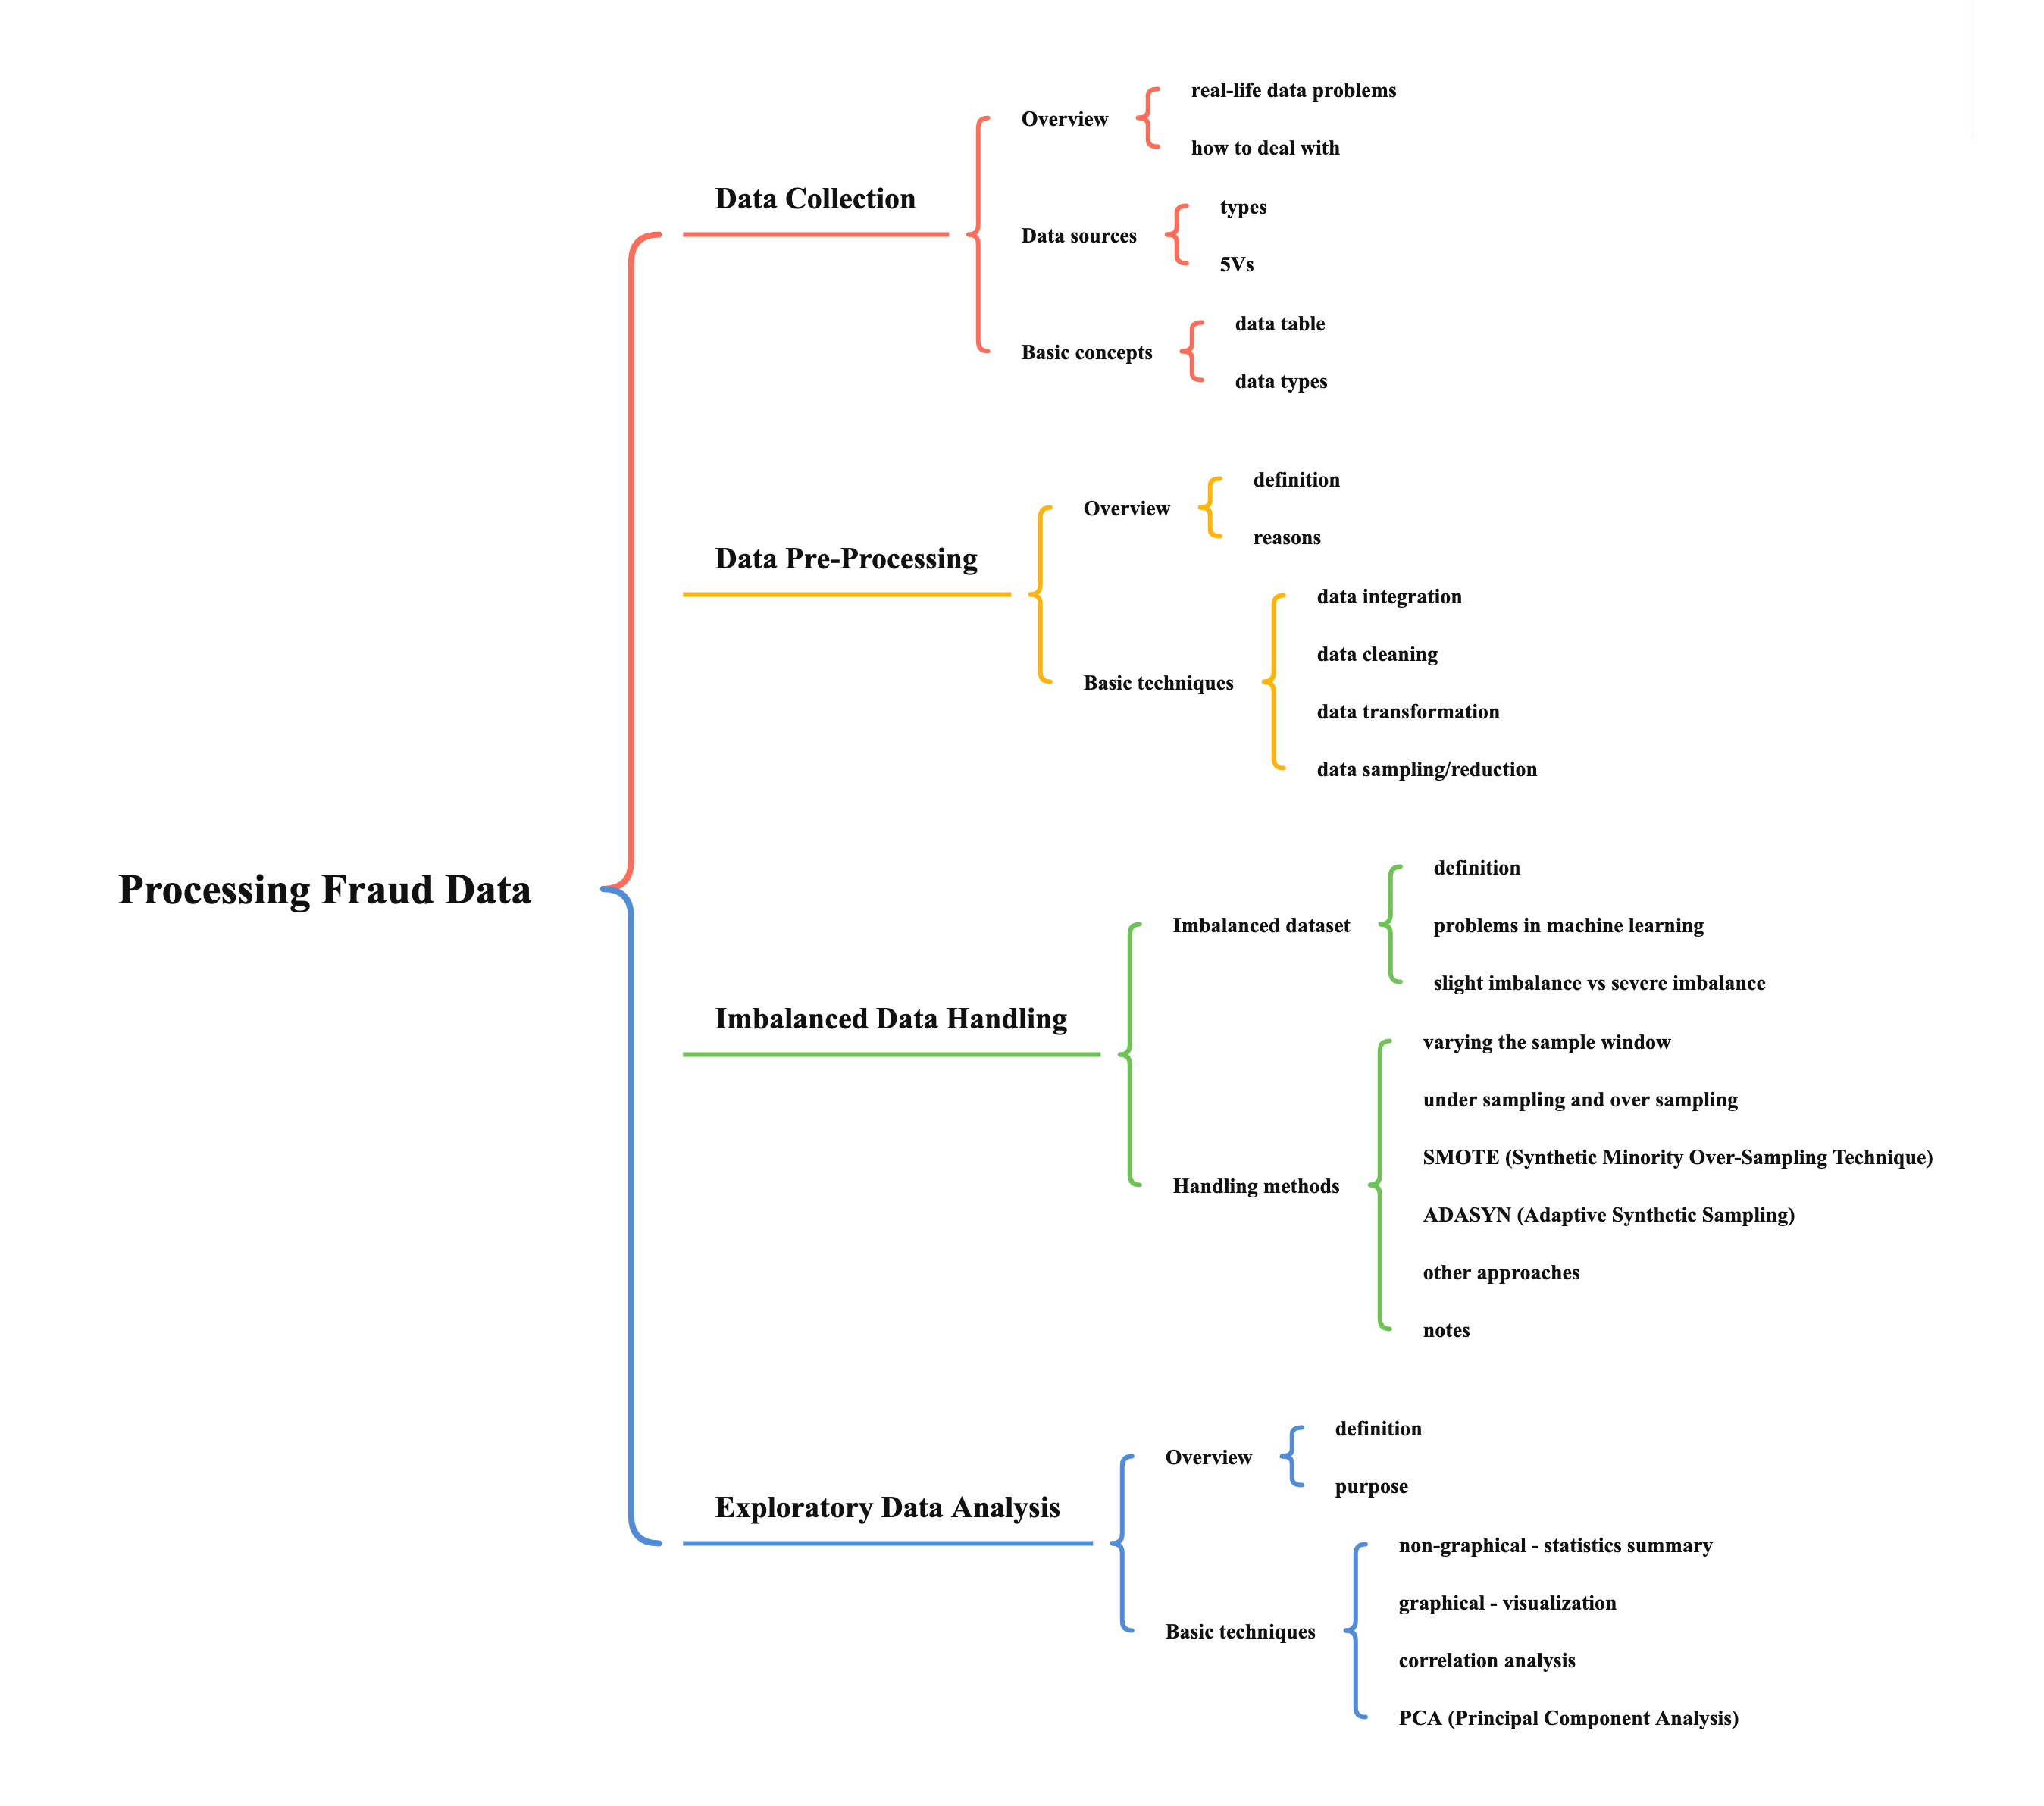 Processing Fraud Data
Data Collection
Overview
real-life data problems
how to deal with
Data sources
types
5Vs
Basic concepts
data table
data types
Data Pre-Processing
Overview
definition
reasons
Basic techniques
data integration
data cleaning
data transformation
data sampling/reduction
Imbalanced Data Handling
Imbalanced dataset
definition
problems in machine learning
slight imbalance vs severe imbalance
Handling methods
varying the sample window
under sampling and over sampling
SMOTE (Synthetic Minority Over-Sampling Technique)
ADASYN (Adaptive Synthetic Sampling)
other approaches
notes
Exploratory Data Analysis
Overview
definition
purpose
Basic techniques
non-graphical - statistics summary
graphical - visualization
correlation analysis
PCA (Principal Component Analysis)